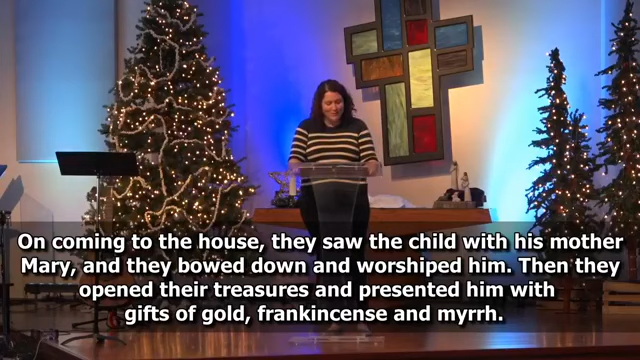 On coming to the house, they saw the child with his mother
Mary, and they bowed down and worshiped him. Then they
opened their treasures and presented him with
gifts of gold, frankincense and myrrh.